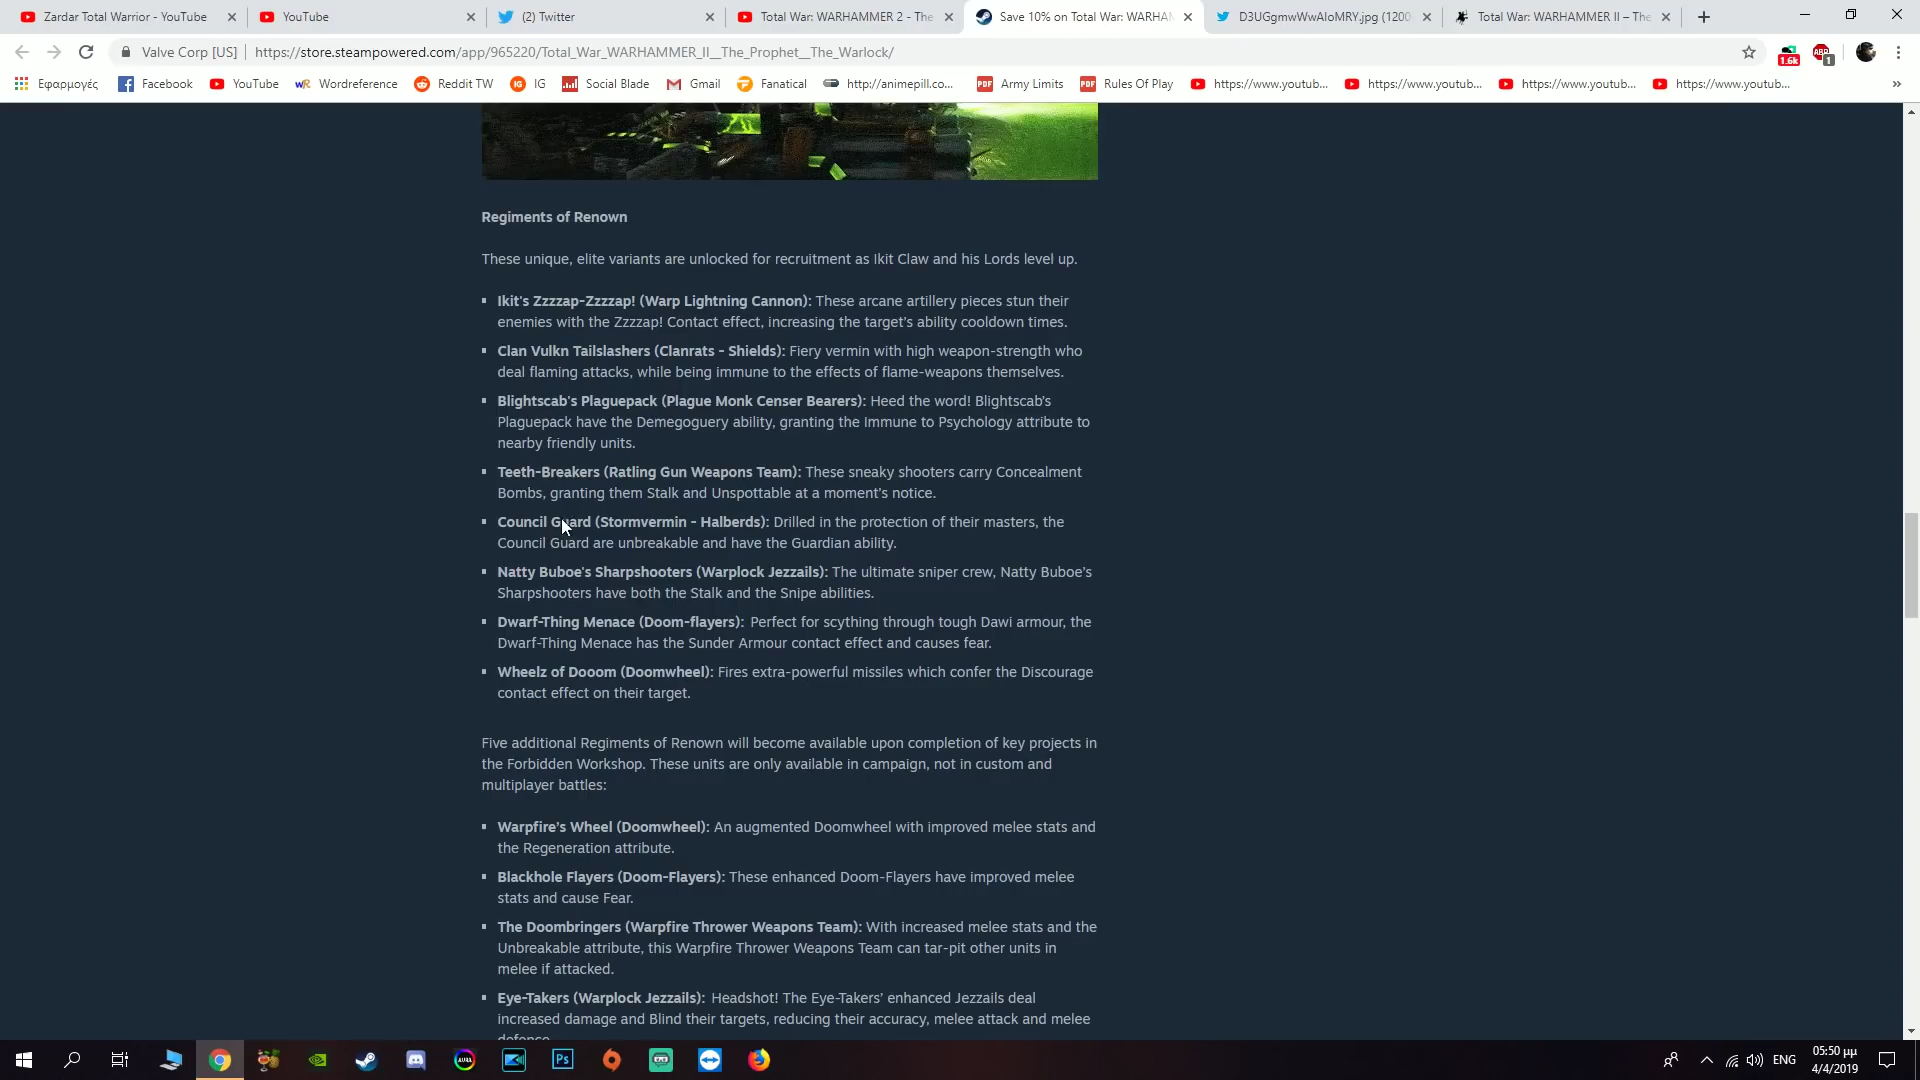 Zardar Total Warrior - YouTube
YouTube
(2) Twitter
Total War: WARHAMMER 2 - The
Save 10% on Total War: WARHAM
D3UGgmwWwAIoMRY.jpg (1200
Total War: WARHAMMER II – The
Valve Corp [US] https://store.steampowered.com/app/965220/Total_War_WARHAMMER_II__The_Prophet__The_Warlock/
1.6k
ABP
1
Εφαρμογές Facebook YouTube Wordreference Reddit TW IG Social Blade Gmail Fanatical http://animepill.co... Army Limits Rules Of Play https://www.youtub... https://www.youtub... https://www.youtub... https://www.youtub... »
Regiments of Renown
These unique, elite variants are unlocked for recruitment as Ikit Claw and his Lords level up.
Ikit's Zzzzap-Zzzzap! (Warp Lightning Cannon): These arcane artillery pieces stun their
enemies with the Zzzzap! Contact effect, increasing the target's ability cooldown times.
Clan Vulkn Tailslashers (Clanrats - Shields): Fiery vermin with high weapon-strength who
deal flaming attacks, while being immune to the effects of flame-weapons themselves.
Blightscab's Plaguepack (Plague Monk Censer Bearers): Heed the word! Blightscab's
Plaguepack have the Demegoguery ability, granting the Immune to Psychology attribute to
nearby friendly units.
Teeth-Breakers (Ratling Gun Weapons Team): These sneaky shooters carry Concealment
Bombs, granting them Stalk and Unspottable at a moment's notice.
Council Guard (Stormvermin - Halberds): Drilled in the protection of their masters, the
Council Guard are unbreakable and have the Guardian ability.
Natty Buboe's Sharpshooters (Warplock Jezzails): The ultimate sniper crew, Natty Buboe's
Sharpshooters have both the Stalk and the Snipe abilities.
Dwarf-Thing Menace (Doom-flayers): Perfect for scything through tough Dawi armour, the
Dwarf-Thing Menace has the Sunder Armour contact effect and causes fear.
Wheelz of Dooom (Doomwheel): Fires extra-powerful missiles which confer the Discourage
contact effect on their target.
Five additional Regiments of Renown will become available upon completion of key projects in
the Forbidden Workshop. These units are only available in campaign, not in custom and
multiplayer battles:
Warpfire's Wheel (Doomwheel): An augmented Doomwheel with improved melee stats and
the Regeneration attribute.
Blackhole Flayers (Doom-Flayers): These enhanced Doom-Flayers have improved melee
stats and cause Fear.
The Doombringers (Warpfire Thrower Weapons Team): With increased melee stats and the
Unbreakable attribute, this Warpfire Thrower Weapons Team can tar-pit other units in
melee if attacked.
Eye-Takers (Warplock Jezzails): Headshot! The Eye-Takers' enhanced Jezzails deal
increased damage and Blind their targets, reducing their accuracy, melee attack and melee
defence.
ENG
05:50 μμ
4/4/2019